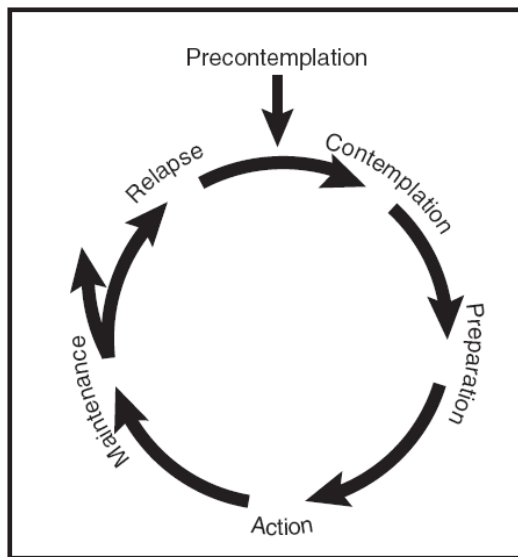 Precontemplation
Contemplation
Preparation
Action
Maintenance
Relapse